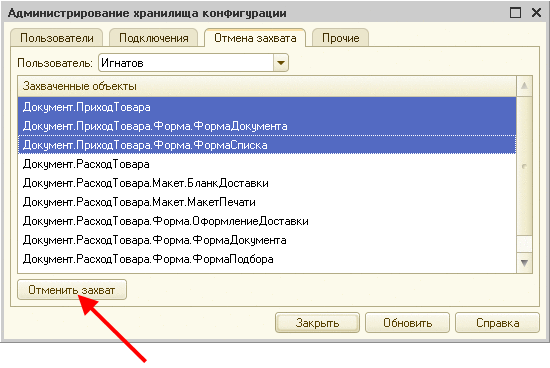 Администрирование хранилища конфигурации
Пользователи Подключения Отмена захвата Прочие
Пользователь: Игнатов
Захваченные объекты
Документ.ПриходТовара
Документ.ПриходТовара.Форма.ФормаДокумента
Документ.ПриходТовара.Форма.ФормаСписка
Документ.РасходТовара
Документ.РасходТовара.Макет.БланкДоставки
Документ.РасходТовара.Макет.МакетПечати
Документ.РасходТовара.Форма.ОформлениеДоставки
Документ.РасходТовара.Форма.ФормаДокумента
Документ.РасходТовара.Форма.ФормаПодбора
Отменить захват
Закрыть Обновить Справка